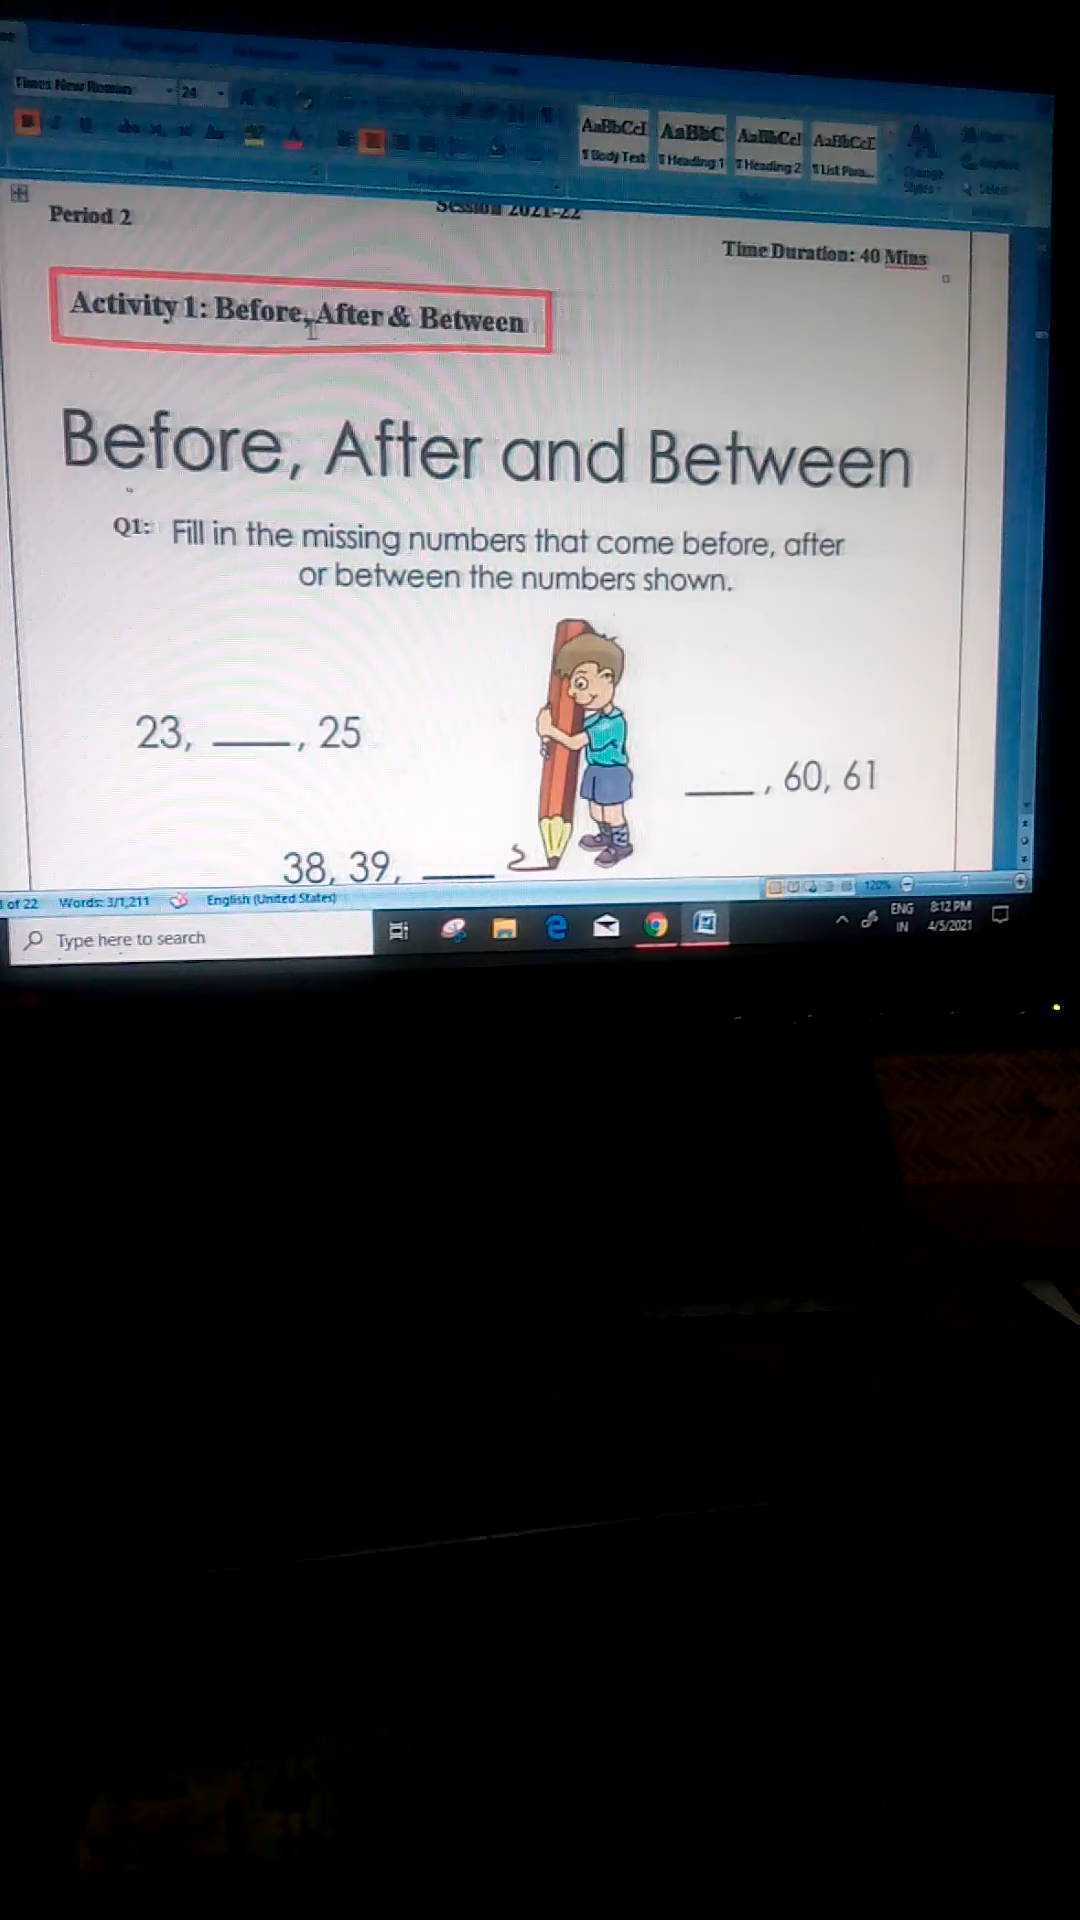 Times New Roman 24
AaBbCcI AaBbC AaBbCcI AaBbCcI
¶ Body Text ¶ Heading 1 ¶ Heading 2 ¶ List Para...
Change
Styles
Select
Period 2
Session 2021-22
Time Duration: 40 Mins
Activity 1: Before, After & Between
Before, After and Between
Q1: Fill in the missing numbers that come before, after
or between the numbers shown.
23, ___, 25
___, 60, 61
38, 39, ___
of 22 Words: 3/1,211 English (United States) 120%
Type here to search
ENG 8:12 PM
IN 4/5/2021